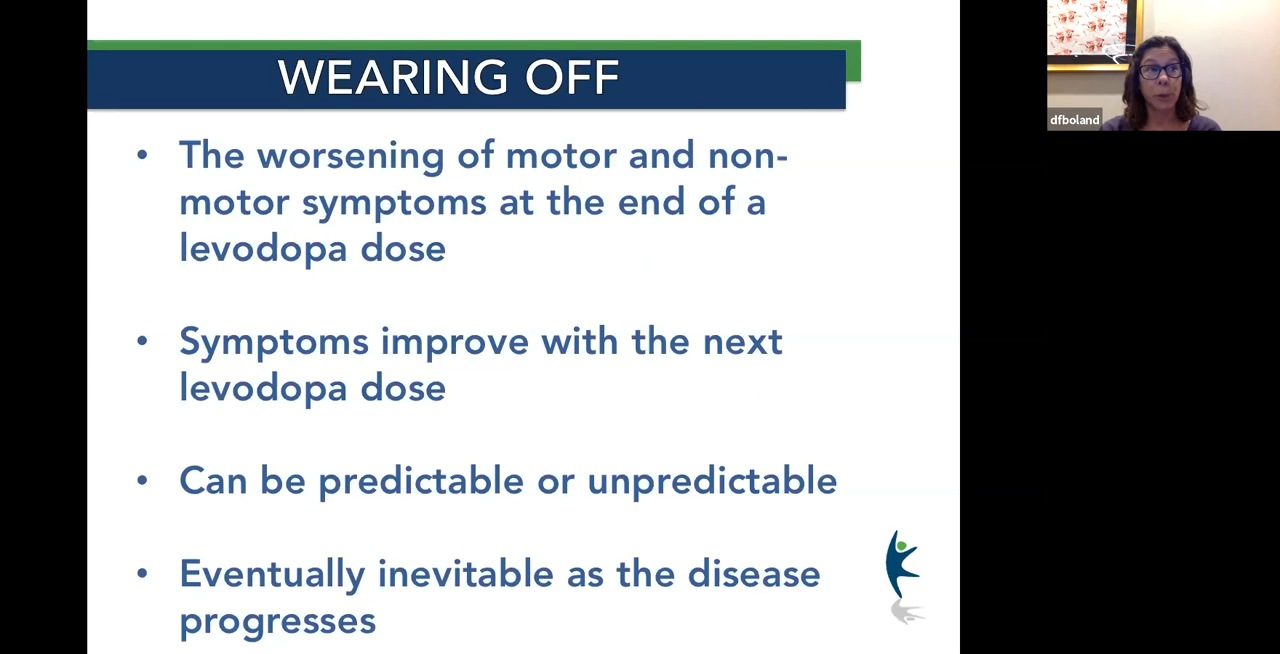 WEARING OFF
dfboland
• The worsening of motor and non-
motor symptoms at the end of a
levodopa dose
• Symptoms improve with the next
levodopa dose
• Can be predictable or unpredictable
• Eventually inevitable as the disease
progresses